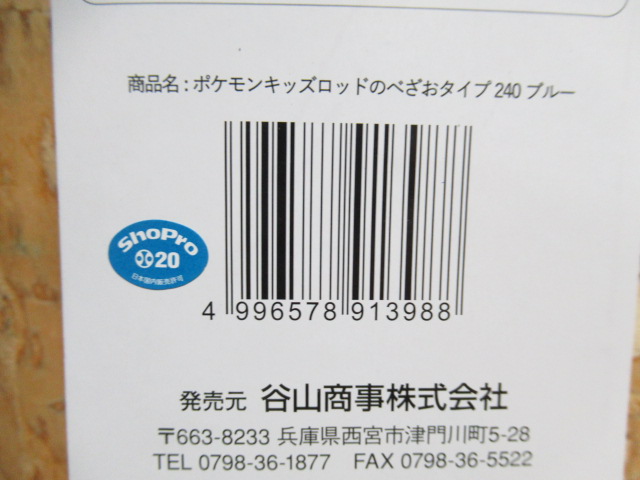 商品名:ポケモンキッズロッドのべざおタイプ240 ブルー
ShoPro
20
日本国内販売許可
4 996578 913988
発売元 谷山商事株式会社
〒663-8233 兵庫県西宮市津門川町5-28
TEL 0798-36-1877 FAX 0798-36-5522